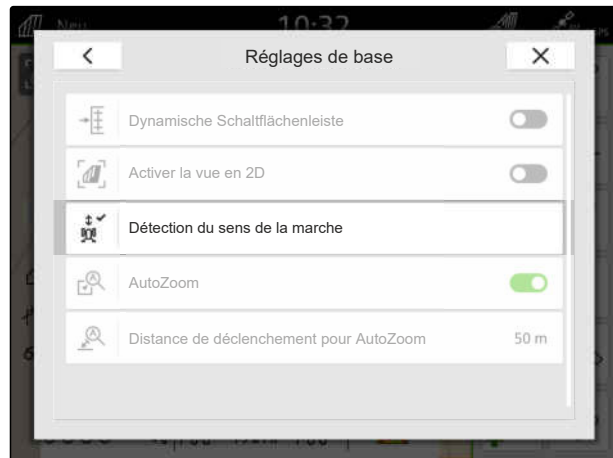 Neu 10:32
Réglages de base
Dynamische Schaltflächenleiste
Activer la vue en 2D
Détection du sens de la marche
AutoZoom
Distance de déclenchement pour AutoZoom 50 m